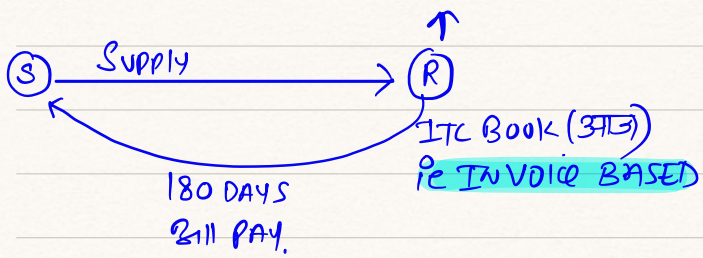 Supply
S
R
ITC BOOK (आज)
ie INVOICE BASED
180 DAYS
Bill PAY.